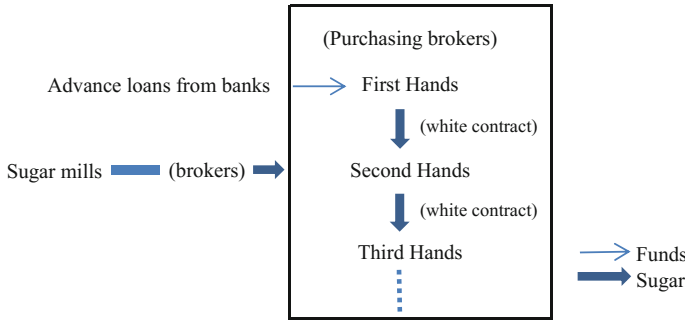 (Purchasing brokers)
Advance loans from banks
First Hands
(white contract)
Sugar mills
(brokers)
Second Hands
(white contract)
Third Hands
Funds
Sugar